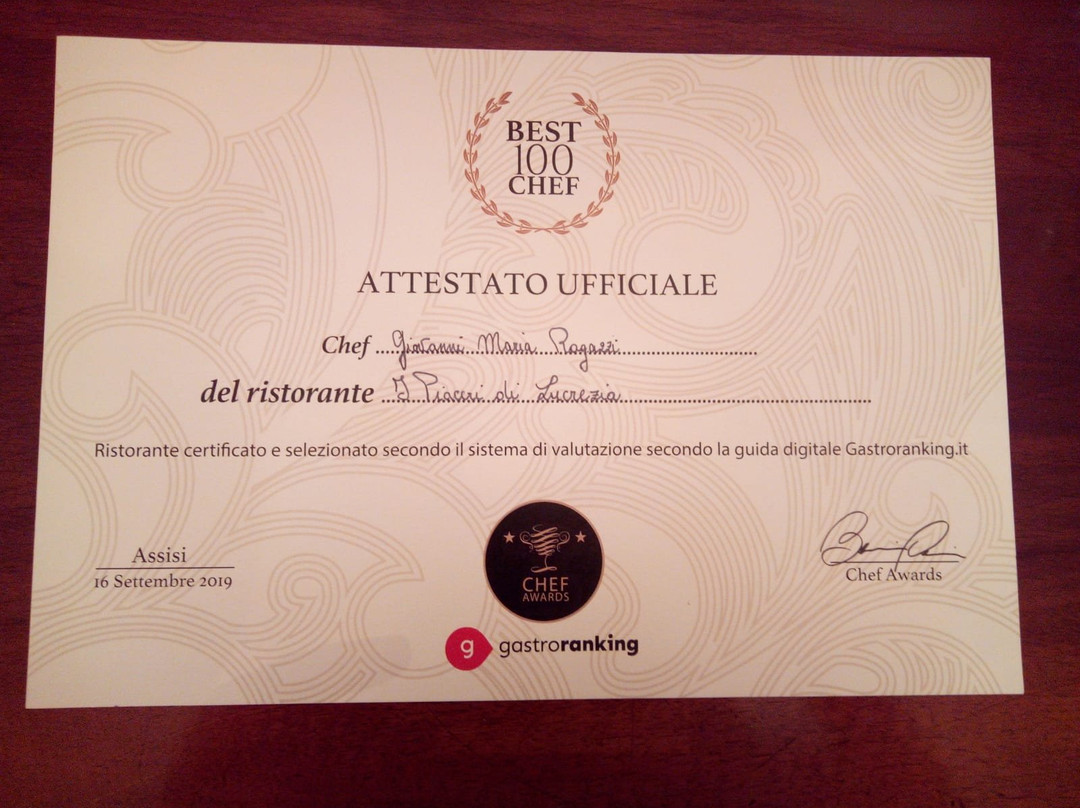 BEST
100
CHEF
ATTESTATO UFFICIALE
Chef Giovanni Maria Ragazzi
del ristorante I Piaceri di Lucrezia
Ristorante certificato e selezionato secondo il sistema di valutazione secondo la guida digitale Gastroranking.it
Assisi
16 Settembre 2019
CHEF
AWARDS
Chef Awards
g gastroranking